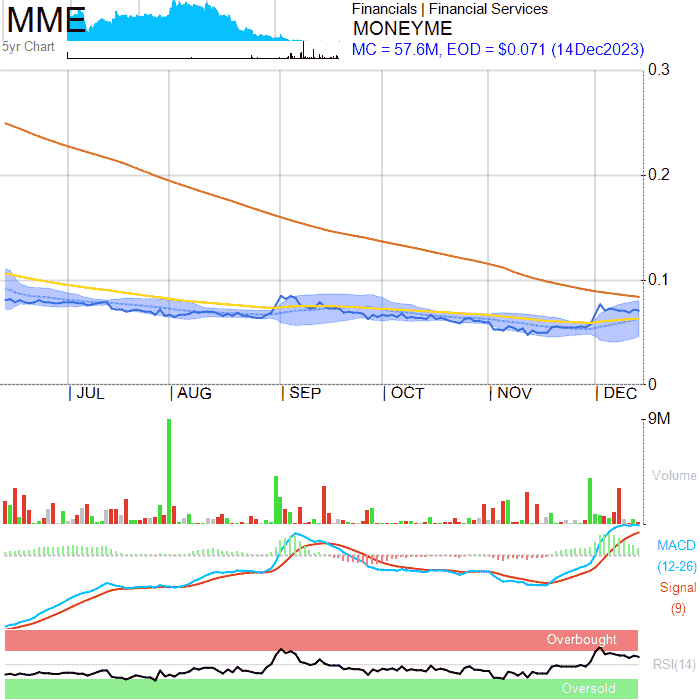 MME
5yr Chart
Financials | Financial Services
MONEYME
MC = 57.6M, EOD = $0.071 (14Dec2023)
0.3
0.2
0.1
0
JUL AUG SEP OCT NOV DEC
9M
Volume
MACD
(12-26)
Signal
(9)
Overbought
RSI(14)
Oversold